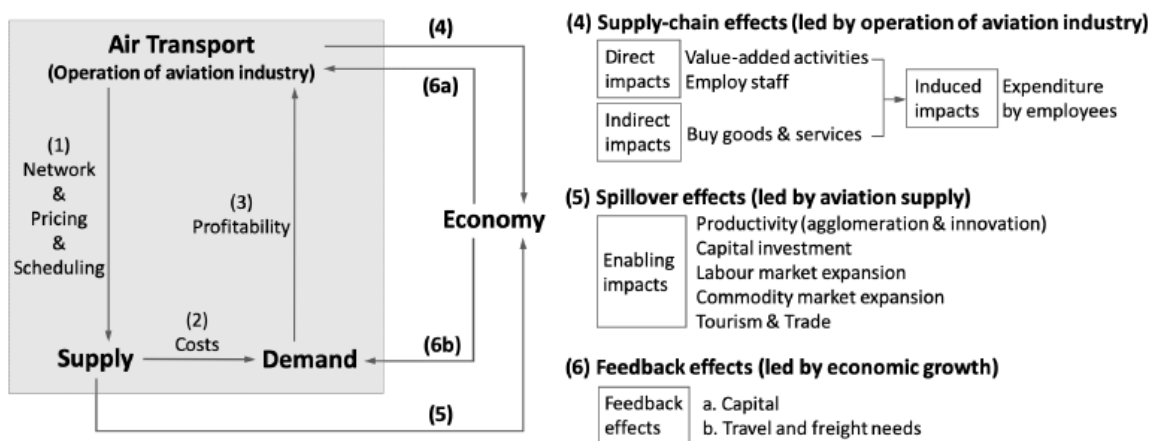 Air Transport
(Operation of aviation industry)
(1)
Network
&
Pricing
&
Scheduling
(3)
Profitability
(2)
Costs
Supply
Demand
(4)
(6a)
Economy
(6b)
(5)
(4) Supply-chain effects (led by operation of aviation industry)
Direct
impacts
Value-added activities
Employ staff
Indirect
impacts
Buy goods & services
Induced
impacts
Expenditure
by employees
(5) Spillover effects (led by aviation supply)
Enabling
impacts
Productivity (agglomeration & innovation)
Capital investment
Labour market expansion
Commodity market expansion
Tourism & Trade
(6) Feedback effects (led by economic growth)
Feedback
effects
a. Capital
b. Travel and freight needs